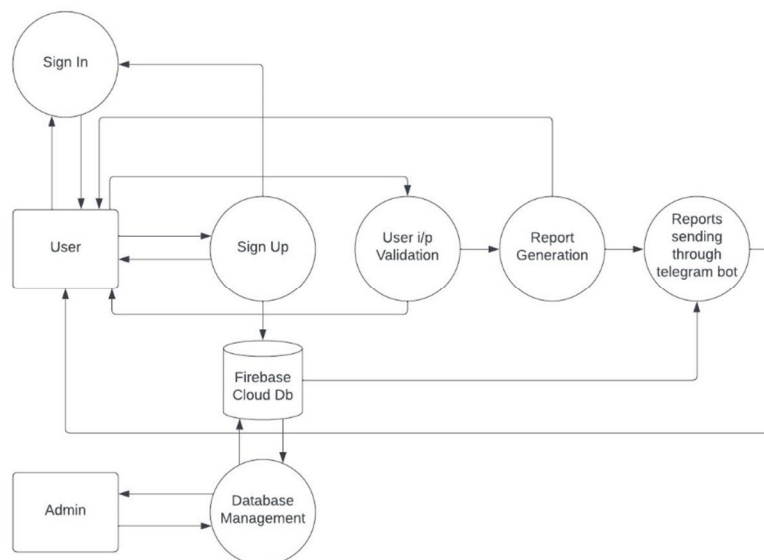 Sign In
User
Sign Up
User i/p
Validation
Report
Generation
Reports
sending
through
telegram bot
Firebase
Cloud Db
Admin
Database
Management